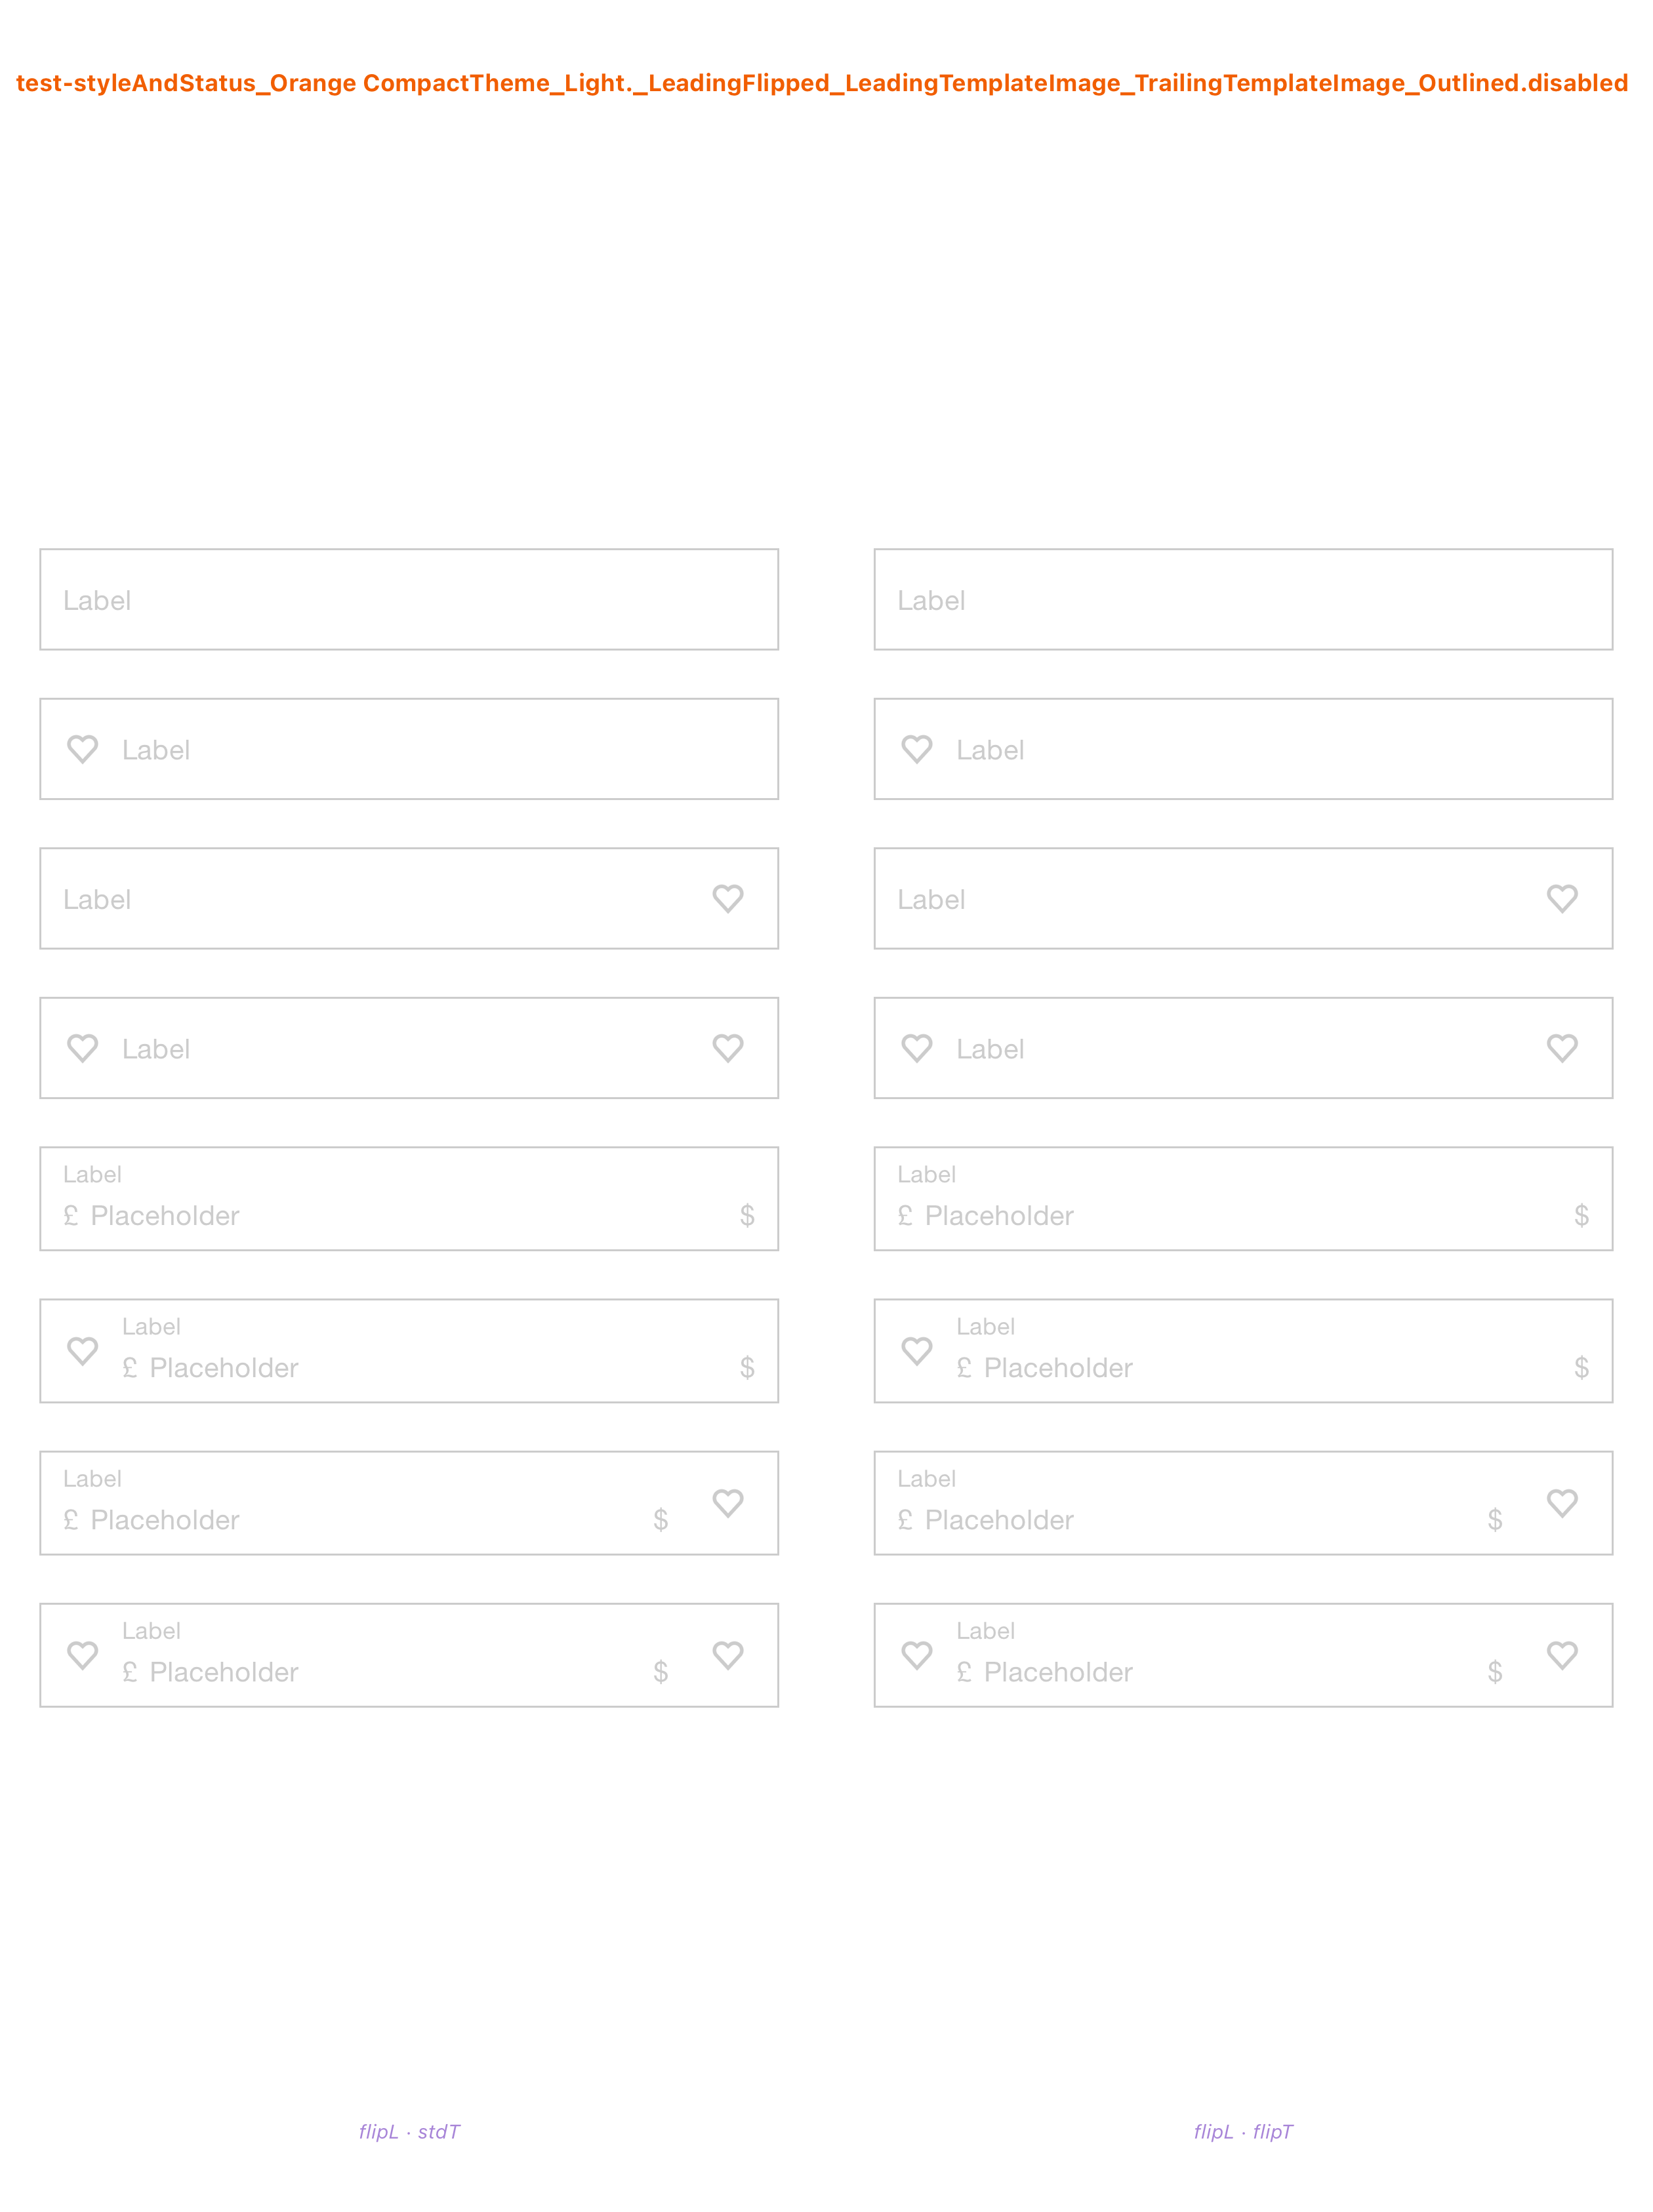 test-styleAndStatus_Orange CompactTheme_Light._LeadingFlipped_LeadingTemplateImage_TrailingTemplateImage_Outlined.disabled
Label
Label
Label
Label
Label
£ Placeholder $
Label
£ Placeholder $
Label
£ Placeholder $
Label
£ Placeholder $
flipL · stdT
Label
Label
Label
Label
Label
£ Placeholder $
Label
£ Placeholder $
Label
£ Placeholder $
Label
£ Placeholder $
flipL · flipT